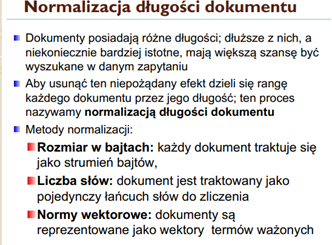 Normalizacja długości dokumentu
Dokumenty posiadają różne długości; dłuższe z nich, a
niekoniecznie bardziej istotne, mają większą szansę być
wyszukane w danym zapytaniu
Aby usunąć ten niepożądany efekt dzieli się rangę
każdego dokumentu przez jego długość; ten proces
nazywamy normalizacją długości dokumentu
Metody normalizacji:
Rozmiar w bajtach: każdy dokument traktuje się
jako strumień bajtów,
Liczba słów: dokument jest traktowany jako
pojedynczy łańcuch słów do zliczenia
Normy wektorowe: dokumenty są
reprezentowane jako wektory termów ważonych